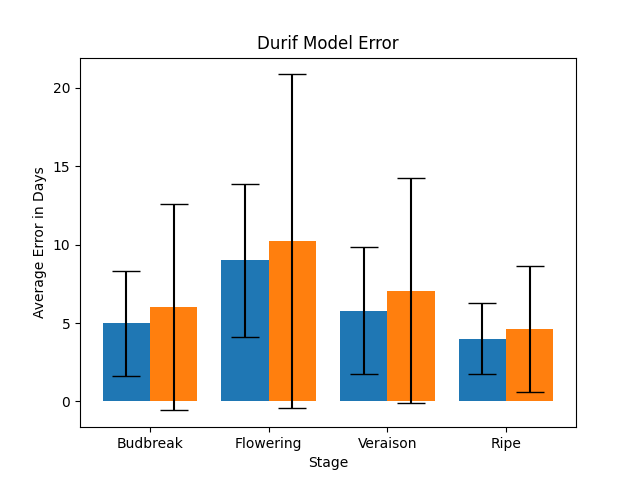 Durif Model Error
20
15
10
5
0
Average Error in Days
Budbreak Flowering Veraison Ripe
Stage